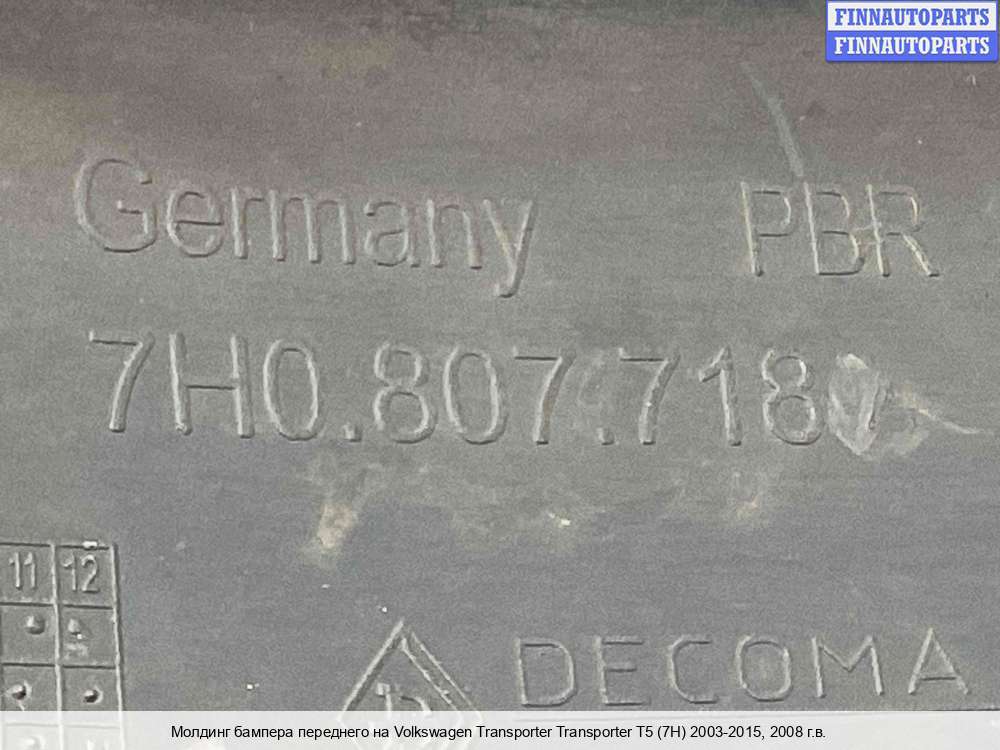 FINNAUTOPARTS
FINNAUTOPARTS
Germany PBR
7H0.807.718
11 12
DECOMA
Молдинг бампера переднего на Volkswagen Transporter Transporter T5 (7H) 2003-2015, 2008 г.в.